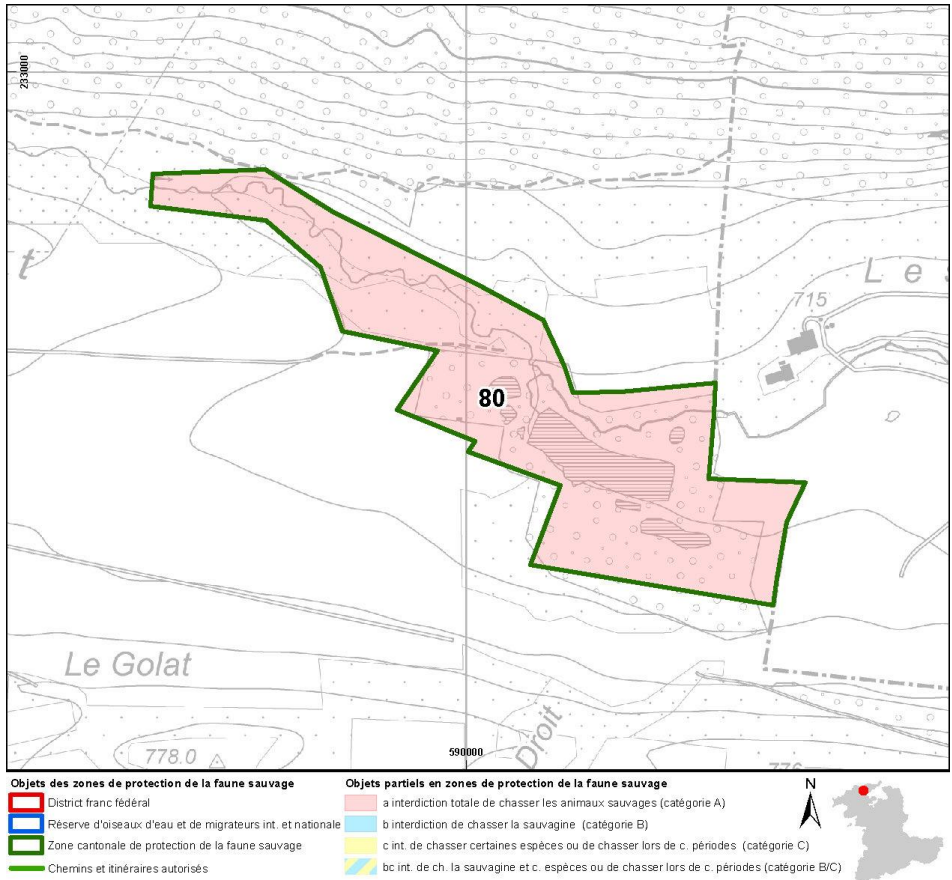 233000
t
L e
715
80
Le Golat
778.0
590000
Droit
Objets des zones de protection de la faune sauvage
District franc fédéral
Réserve d'oiseaux d'eau et de migrateurs int. et nationale
Zone cantonale de protection de la faune sauvage
Chemins et itinéraires autorisés
Objets partiels en zones de protection de la faune sauvage
a interdiction totale de chasser les animaux sauvages (catégorie A)
b interdiction de chasser la sauvagine (catégorie B)
c int. de chasser certaines espèces ou de chasser lors de c. périodes (catégorie C)
bc int. de ch. la sauvagine et c. espèces ou de chasser lors de c. périodes (catégorie B/C)
N